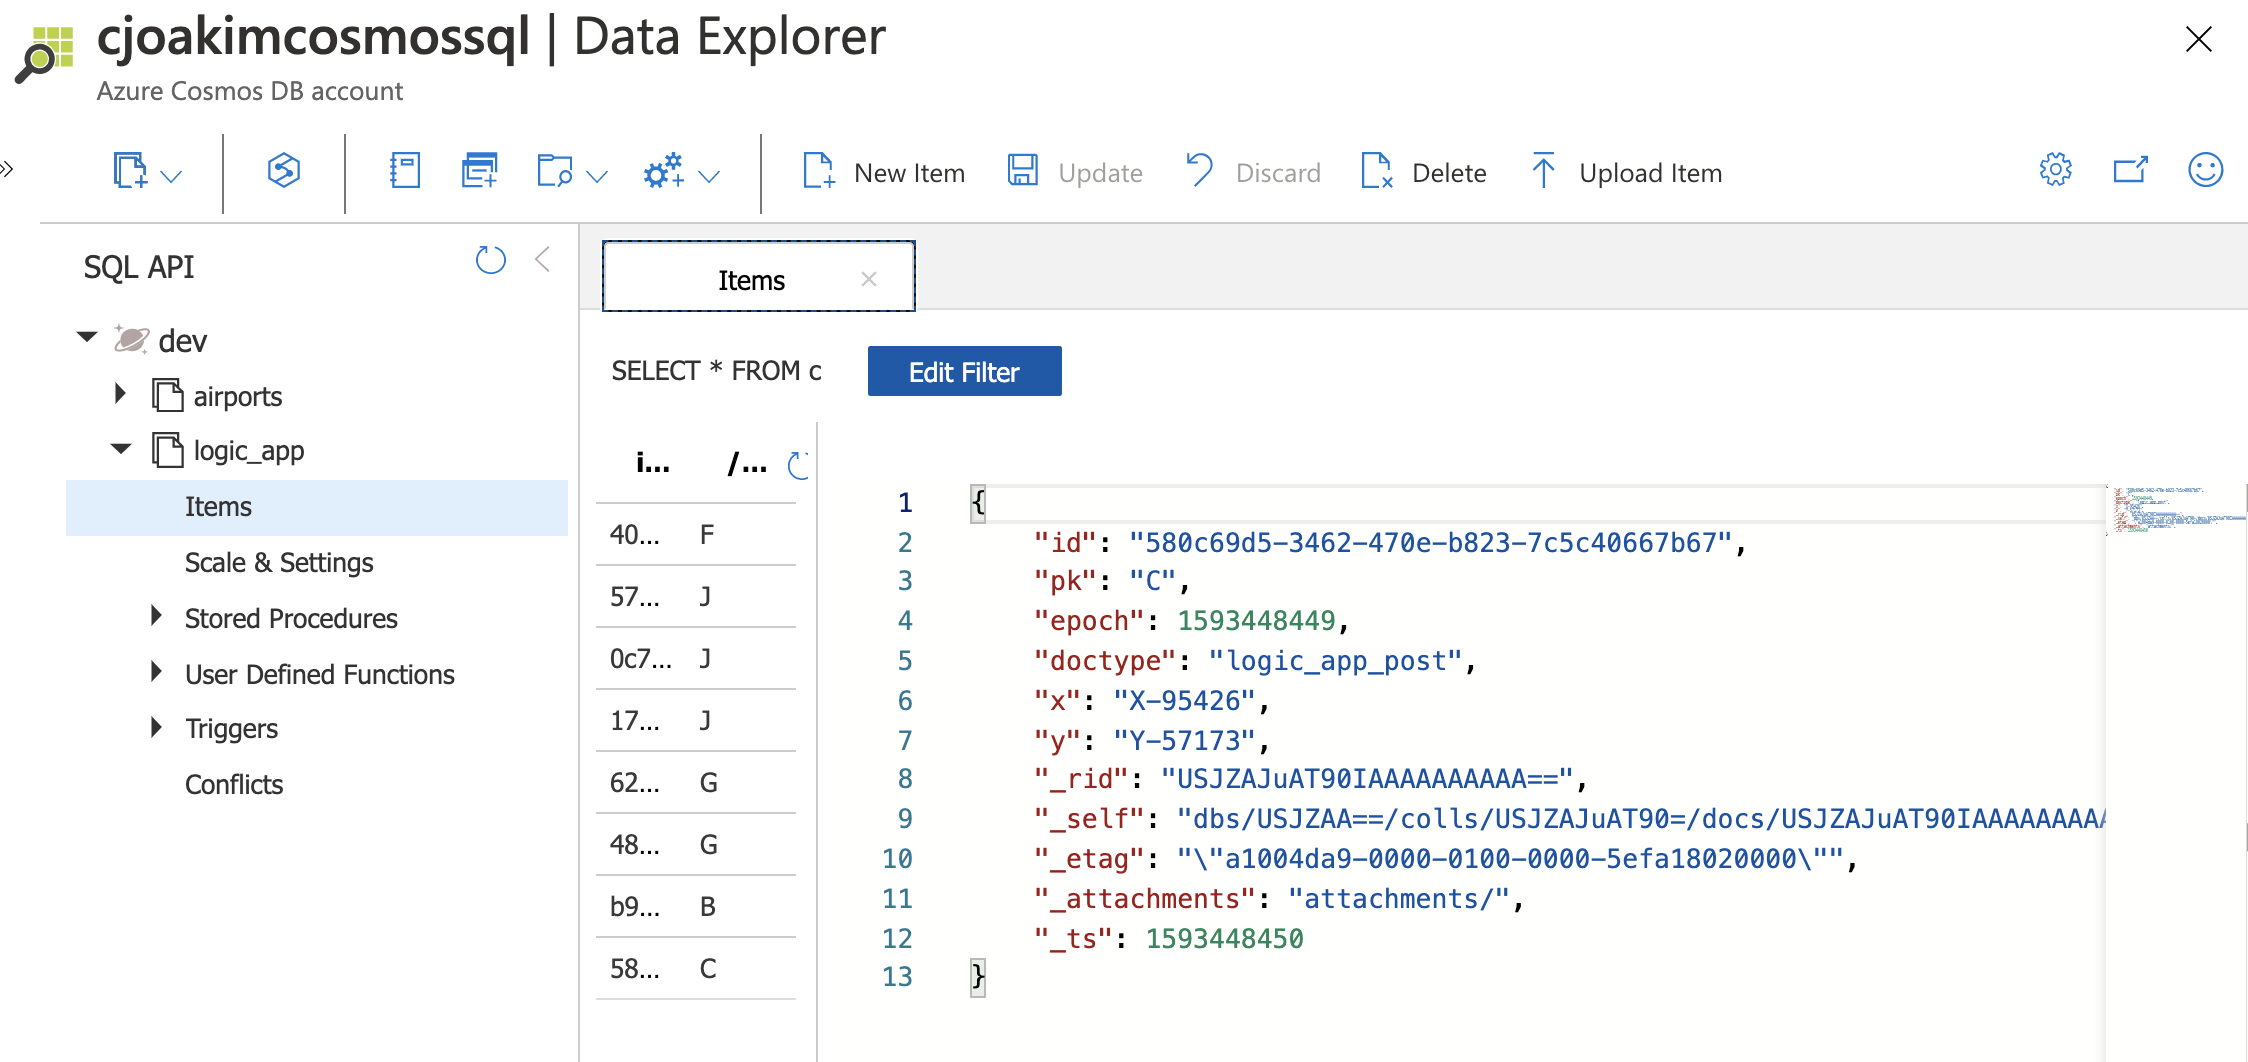 cjoakimcosmossql | Data Explorer
Azure Cosmos DB account
New Item Update Discard Delete Upload Item
SQL API
dev
airports
logic_app
Items
Scale & Settings
Stored Procedures
User Defined Functions
Triggers
Conflicts
Items
SELECT * FROM c Edit Filter
i... /...
40... F
57... J
0c7... J
17... J
62... G
48... G
b9... B
58... C
1 {
2 "id": "580c69d5-3462-470e-b823-7c5c40667b67",
3 "pk": "C",
4 "epoch": 1593448449,
5 "doctype": "logic_app_post",
6 "x": "X-95426",
7 "y": "Y-57173",
8 "_rid": "USJZAJuAT90IAAAAAAAAAA==",
9 "_self": "dbs/USJZAA==/colls/USJZAJuAT90=/docs/USJZAJuAT90IAAAAAAAAA
10 "_etag": "\"a1004da9-0000-0100-0000-5efa18020000\"",
11 "_attachments": "attachments/",
12 "_ts": 1593448450
13 }